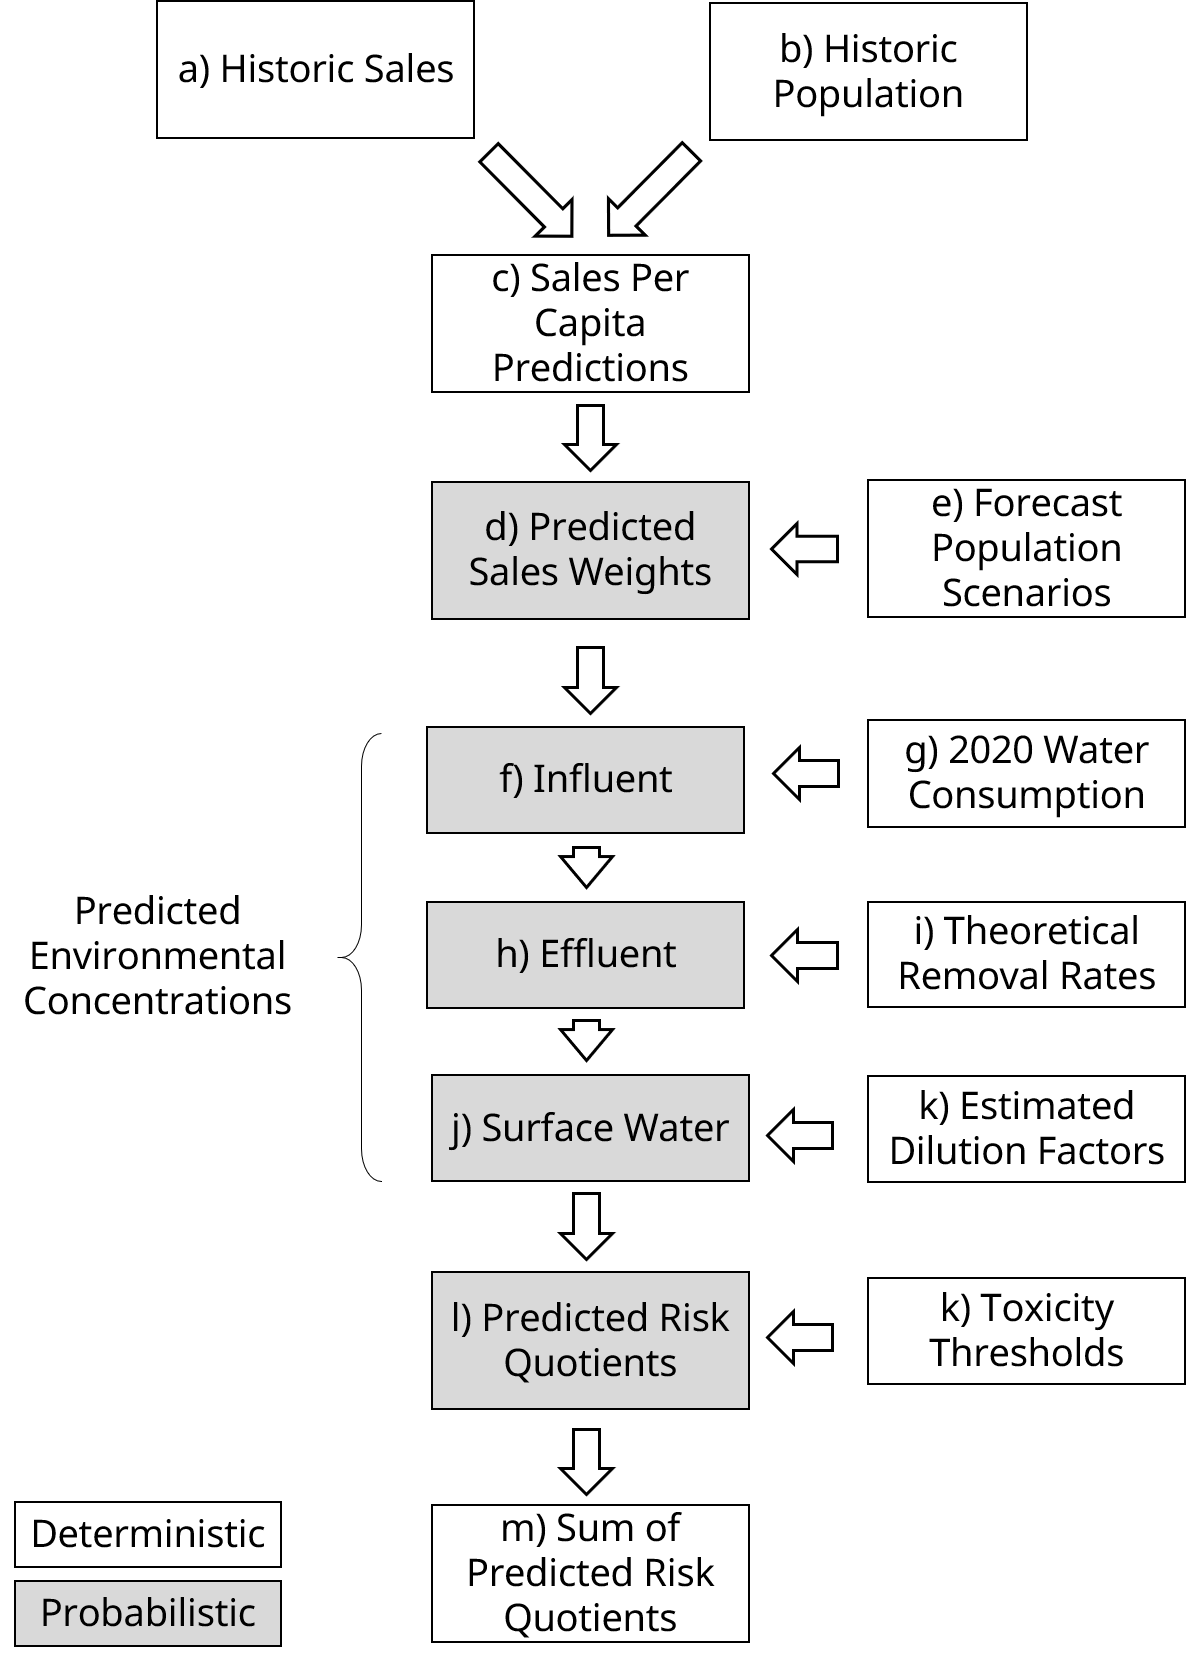 a) Historic Sales
b) Historic
Population
c) Sales Per
Capita
Predictions
d) Predicted
Sales Weights
e) Forecast
Population
Scenarios
f) Influent
g) 2020 Water
Consumption
Predicted
Environmental
Concentrations
h) Effluent
i) Theoretical
Removal Rates
j) Surface Water
k) Estimated
Dilution Factors
l) Predicted Risk
Quotients
k) Toxicity
Thresholds
m) Sum of
Predicted Risk
Quotients
Deterministic
Probabilistic